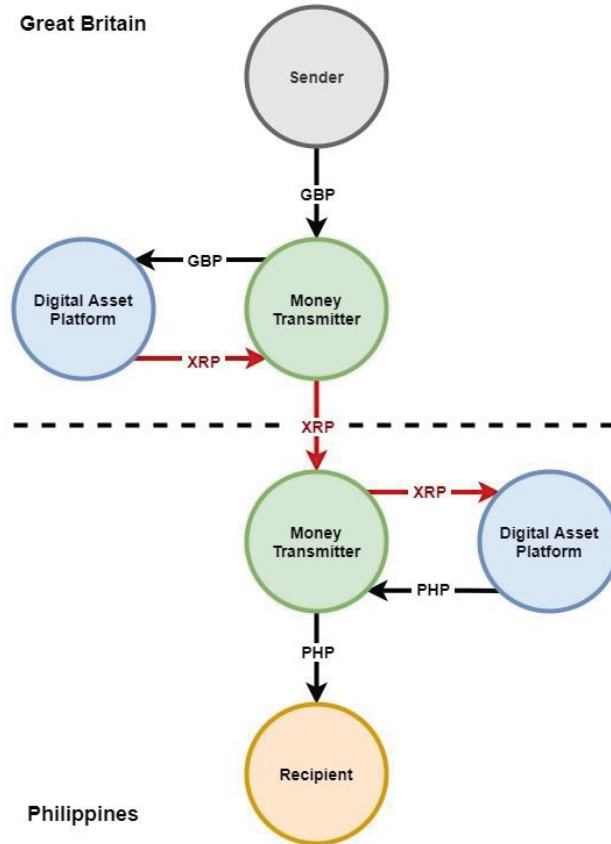 Great Britain
Sender
GBP
GBP
Digital Asset
Platform
Money
Transmitter
XRP
XRP
XRP
Money
Transmitter
Digital Asset
Platform
PHP
PHP
Recipient
Philippines